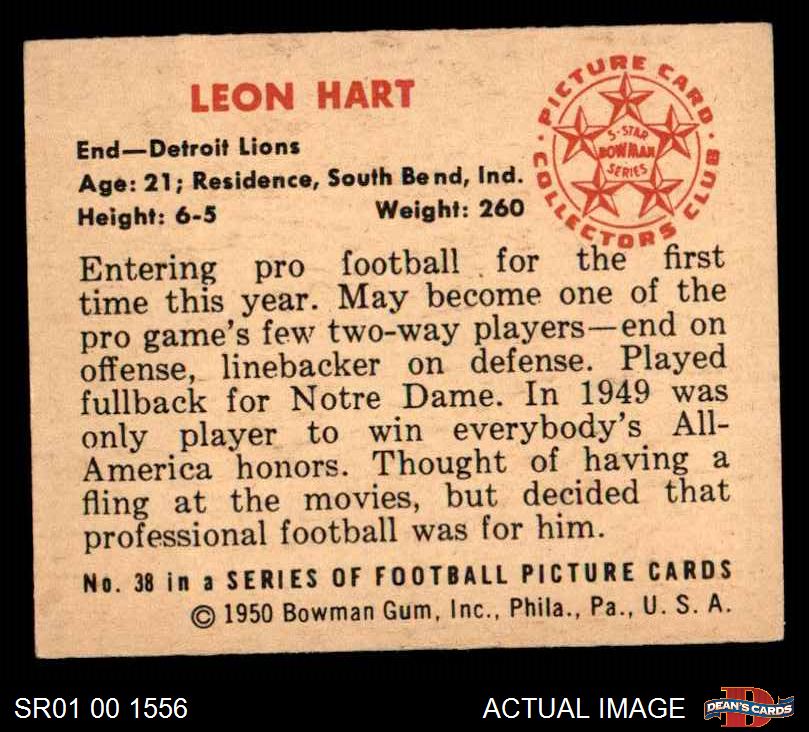 LEON HART
PICTURE CARD
COLLECTORS CLUB
5-STAR
BOWMAN
SERIES
End—Detroit Lions
Age: 21; Residence, South Bend, Ind.
Height: 6-5 Weight: 260
Entering pro football for the first
time this year. May become one of the
pro game's few two-way players—end on
offense, linebacker on defense. Played
fullback for Notre Dame. In 1949 was
only player to win everybody's All-
America honors. Thought of having a
fling at the movies, but decided that
professional football was for him.
No. 38 in a SERIES OF FOOTBALL PICTURE CARDS
© 1950 Bowman Gum, Inc., Phila., Pa., U. S. A.
SR01 00 1556 ACTUAL IMAGE
D
DEAN'S CARDS